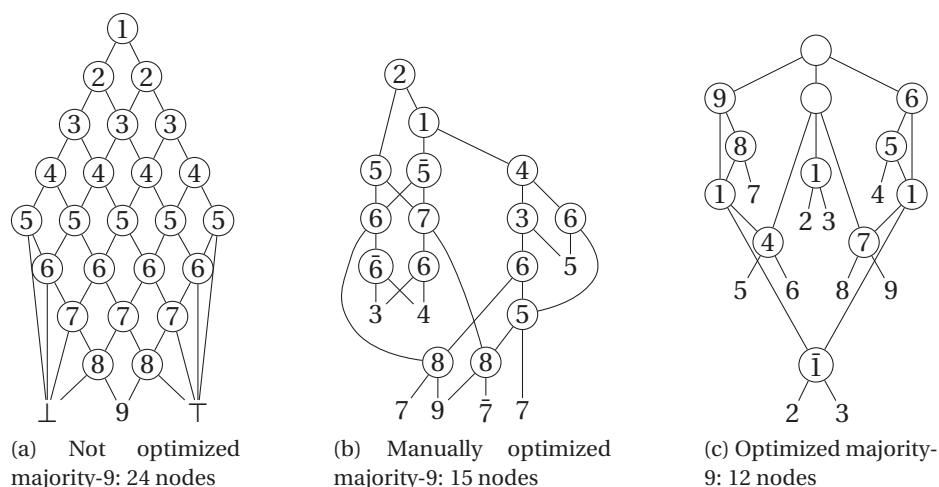 1
2 2
3 3 3
4 4 4 4
5 5 5 5 5
6 6 6 6
7 7 7
8 8
⊥ 9 ⊤
(a) Not optimized
majority-9: 24 nodes
2
1
5 5̄ 4
6 7 3 6
6̄ 6 6 5
3 4 5
8 8
7 9 7̄ 7
(b) Manually optimized
majority-9: 15 nodes
9 6
8 5
1 7 1 4 1
2 3
4 7
5 6 8 9
1̄
2 3
(c) Optimized majority-
9: 12 nodes